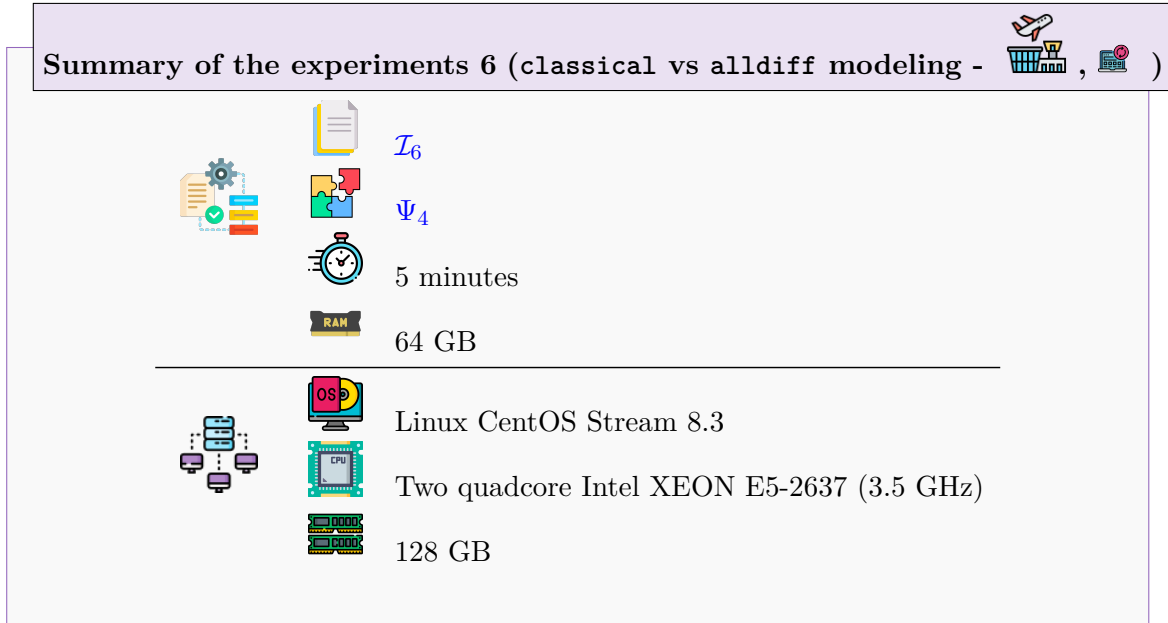 Summary of the experiments 6 (classical vs alldiff modeling - , )
𝓘₆
Ψ₄
5 minutes
RAM
64 GB
OS
Linux CentOS Stream 8.3
CPU
Two quadcore Intel XEON E5-2637 (3.5 GHz)
128 GB